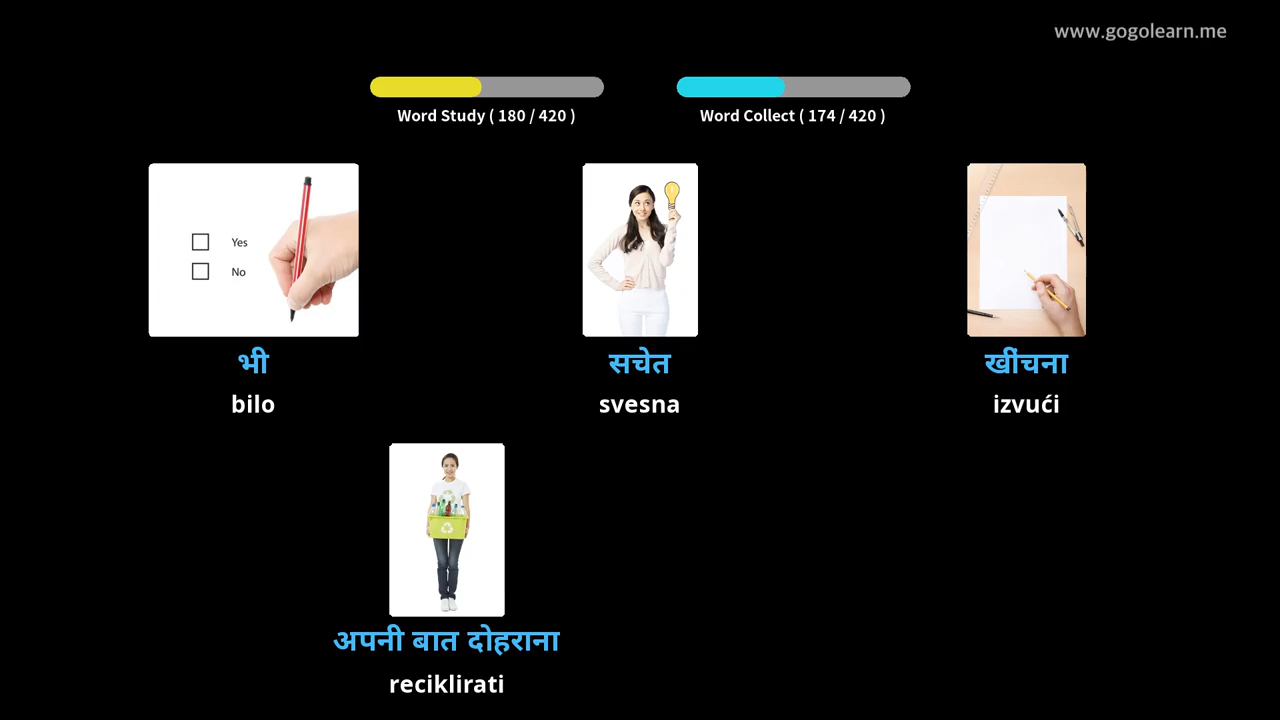 www.gogolearn.me
Word Study ( 180 / 420 )
Word Collect ( 174 / 420 )
Yes
No
भी
सचेत
खींचना
bilo
svesna
izvući
अपनी बात दोहराना
reciklirati